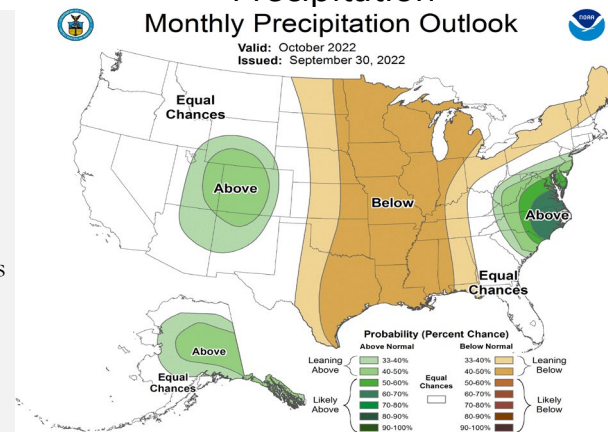 Precipitation
Monthly Precipitation Outlook
Valid: October 2022
Issued: September 30, 2022
NOAA
Equal
Chances
Above
Below
Above
s
Equal
Chances
Above
Equal
Chances
Probability (Percent Chance)
Above Normal Below Normal
Leaning Above
33-40% 33-40%
40-50% 40-50%
Leaning Below
Equal Chances
Likely Above
50-60% 50-60%
60-70% 60-70%
70-80% 70-80%
80-90% 80-90%
90-100% 90-100%
Likely Below